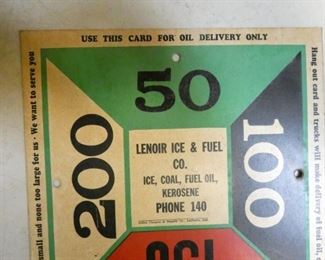 USE THIS CARD FOR OIL DELIVERY ONLY
50
200
100
LENOIR ICE & FUEL
CO.
ICE, COAL, FUEL OIL,
KEROSENE
PHONE 140
small and none too large for us - We want to serve you
Hang out card and trucks will make delivery of fuel oil,